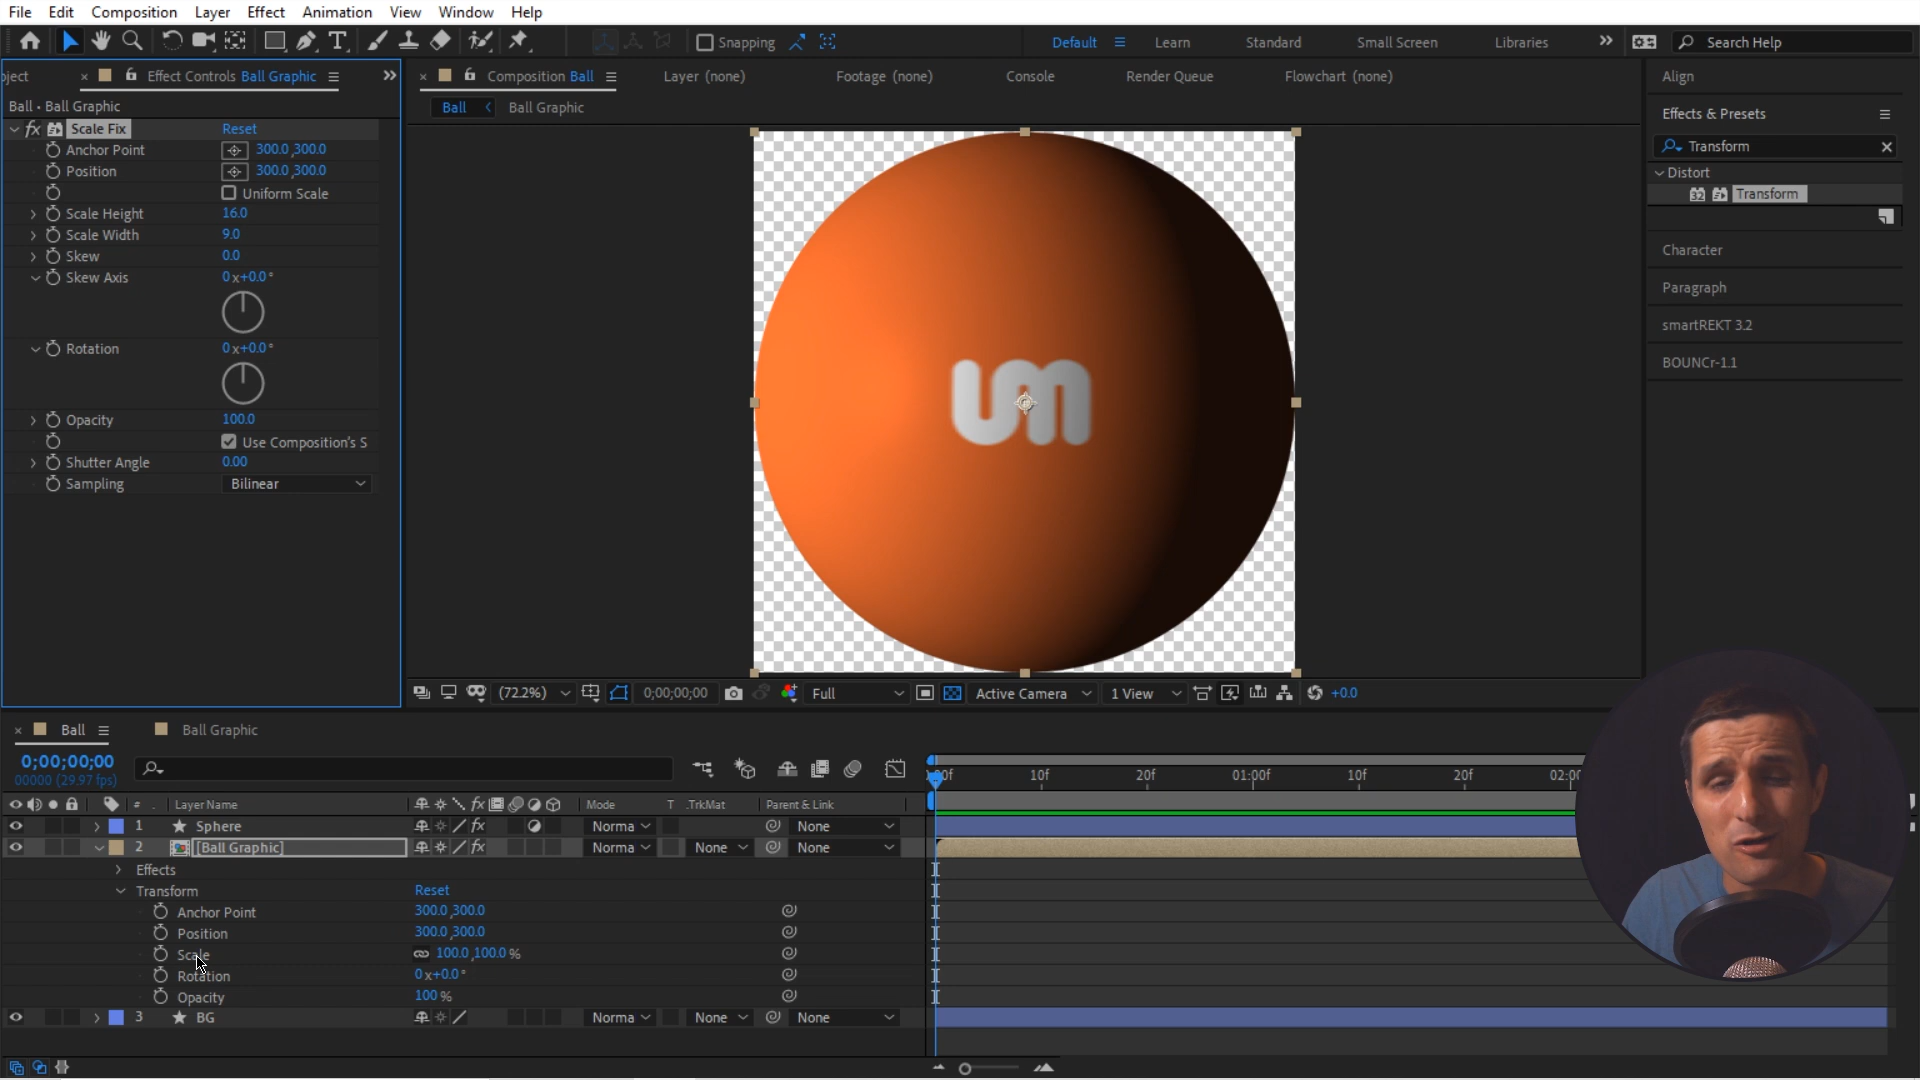 File Edit Composition Layer Effect Animation View Window Help
Snapping Default Learn Standard Small Screen Libraries Search Help
oject Effect Controls Ball Graphic Composition Ball Layer (none) Footage (none) Console Render Queue Flowchart (none) Align
Ball • Ball Graphic Ball Ball Graphic Effects & Presets
Scale Fix Reset
Anchor Point 300.0,300.0 Transform
Position 300.0,300.0 Distort
Uniform Scale 32 Transform
Scale Height 16.0
Scale Width 9.0 Character
Skew 0.0
Skew Axis 0x+0.0° Paragraph
smartREKT 3.2
Rotation 0x+0.0° BOUNCr-1.1
um
Opacity 100.0
Use Composition's S
Shutter Angle 0.00
Sampling Bilinear
(72.2%) 0;00;00;00 Full Active Camera 1 View +0.0
Ball Ball Graphic
0;00;00;00
00000 (29.97 fps) 10f 20f 01:00f 10f 20f 02:0
# Layer Name fx Mode T .TrkMat Parent & Link
1 Sphere fx Norma None
2 [Ball Graphic] fx Norma None None
Effects
Transform Reset
Anchor Point 300.0,300.0
Position 300.0,300.0
Scale 100.0,100.0%
Rotation 0x+0.0°
Opacity 100%
3 BG Norma None None